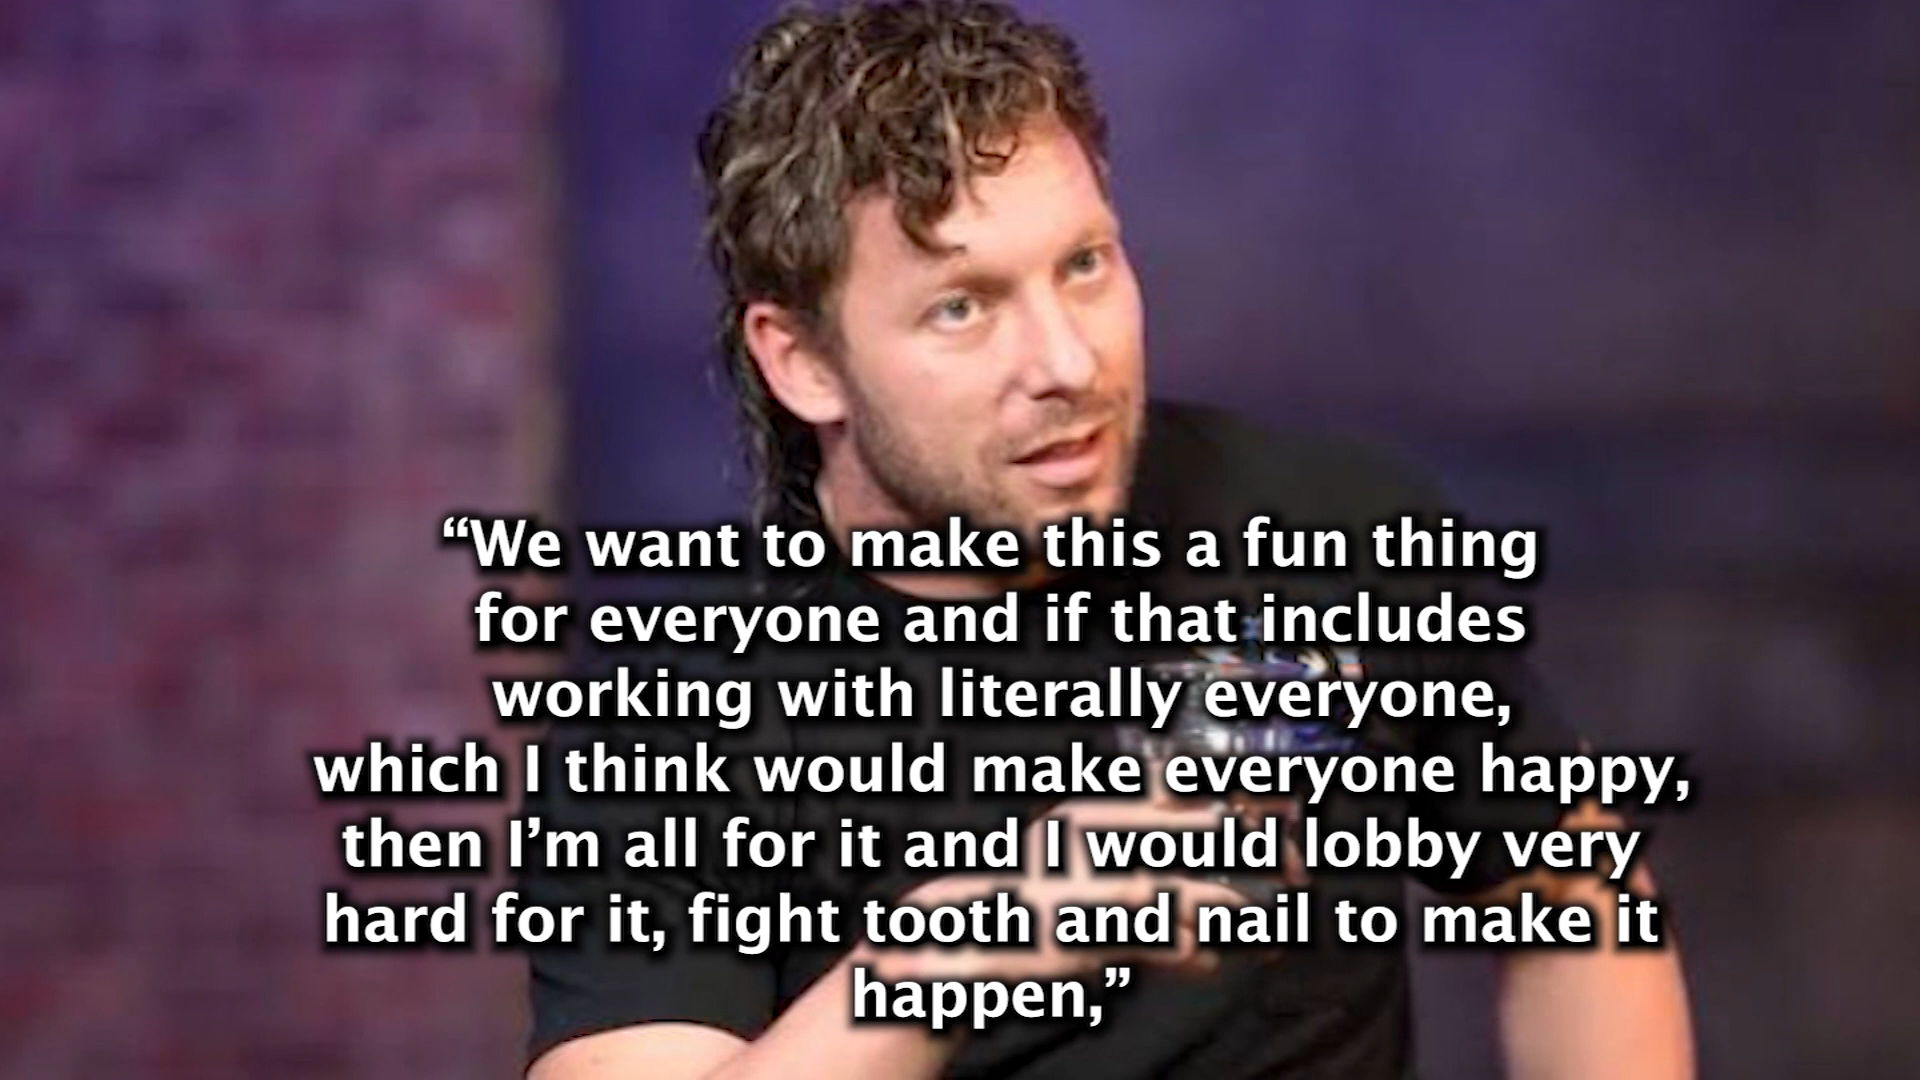 “We want to make this a fun thing
for everyone and if that includes
working with literally everyone,
which I think would make everyone happy,
then I’m all for it and I would lobby very
hard for it, fight tooth and nail to make it
happen,”